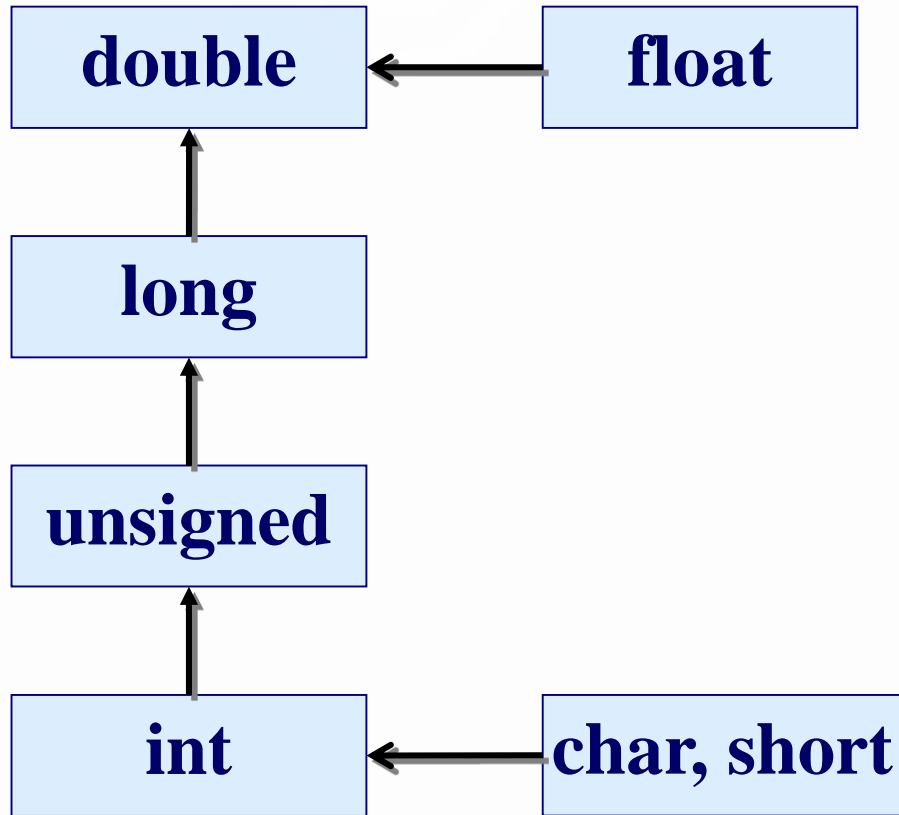 double
float
long
unsigned
int
char, short